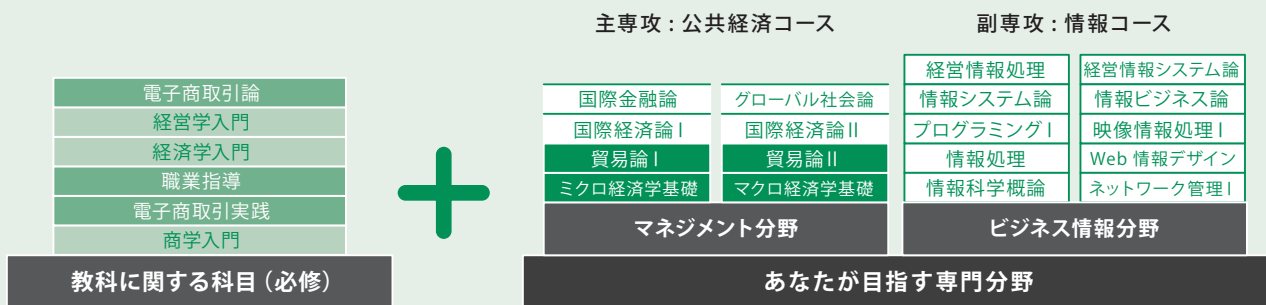 主専攻 : 公共経済コース
副専攻 : 情報コース
電子商取引論
経営学入門
経済学入門
職業指導
電子商取引実践
商学入門
教科に関する科目（必修）
国際金融論
グローバル社会論
国際経済論Ⅰ
国際経済論Ⅱ
貿易論Ⅰ
貿易論Ⅱ
ミクロ経済学基礎
マクロ経済学基礎
マネジメント分野
経営情報処理
経営情報システム論
情報システム論
情報ビジネス論
プログラミングⅠ
映像情報処理Ⅰ
情報処理
Web 情報デザイン
情報科学概論
ネットワーク管理Ⅰ
ビジネス情報分野
あなたが目指す専門分野